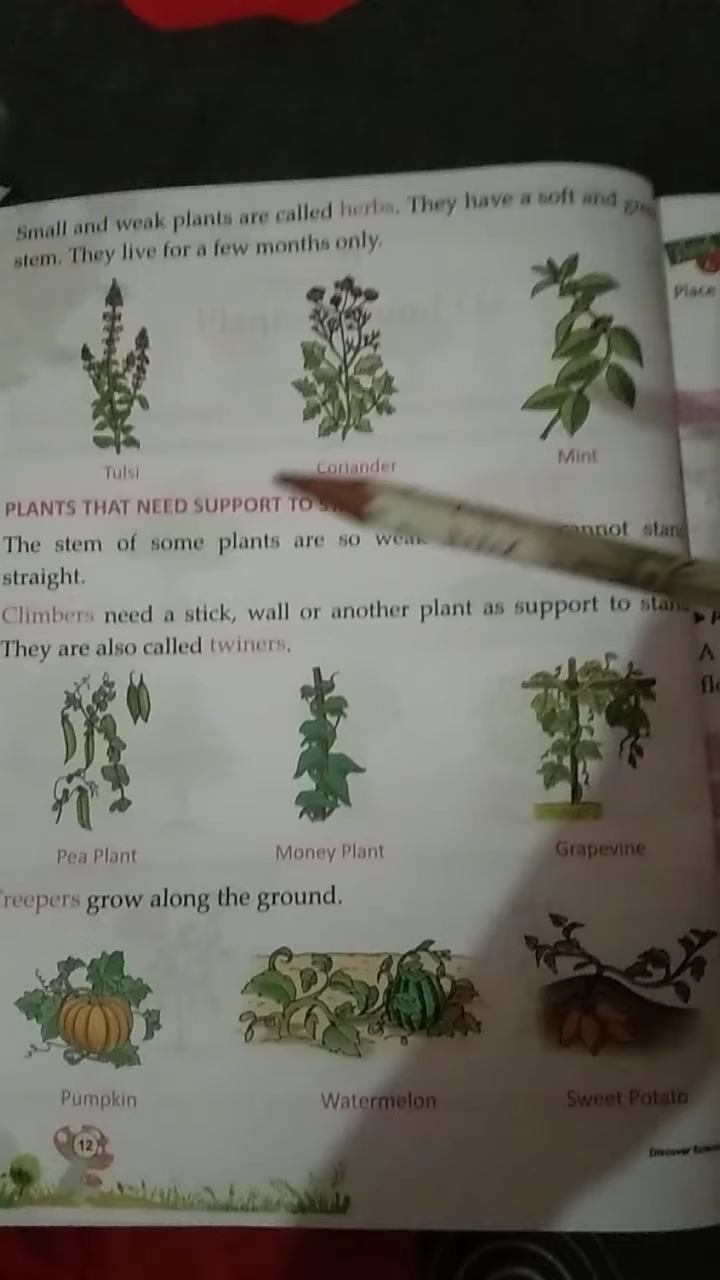 Small and weak plants are called herbs. They have a soft and
stem. They live for a few months only.
Tulsi
Coriander
Mint
PLANTS THAT NEED SUPPORT TO
The stem of some plants are so cannot
straight.
Climbers need a stick, wall or another plant as support to
They are also called twiners.
Pea Plant
Money Plant
Grapevine
reepers grow along the ground.
Pumpkin
Watermelon
Sweet Potato
12
Discover
Place
A